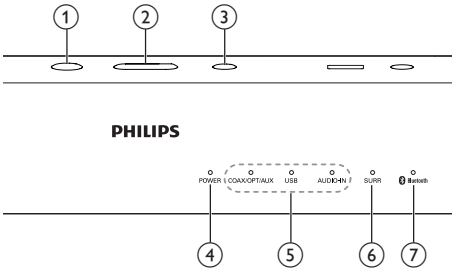 1 2 3
PHILIPS
POWER COAX/OPT/AUX USB AUDIO-IN SURR Bluetooth
4 5 6 7